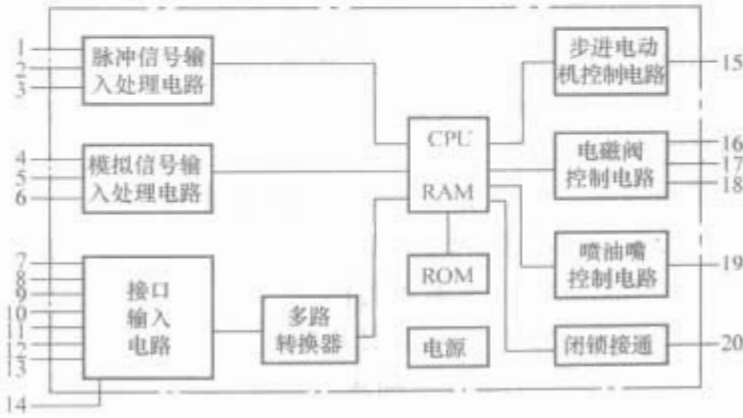 1
2
3
脉冲信号输
入处理电路
4
5
6
模拟信号输
入处理电路
7
8
9
10
11
12
13
14
接口
输入
电路
多路
转换器
CPU
RAM
ROM
电源
步进电动
机控制电路
15
电磁阀
控制电路
16
17
18
喷油嘴
控制电路
19
闭锁接通
20